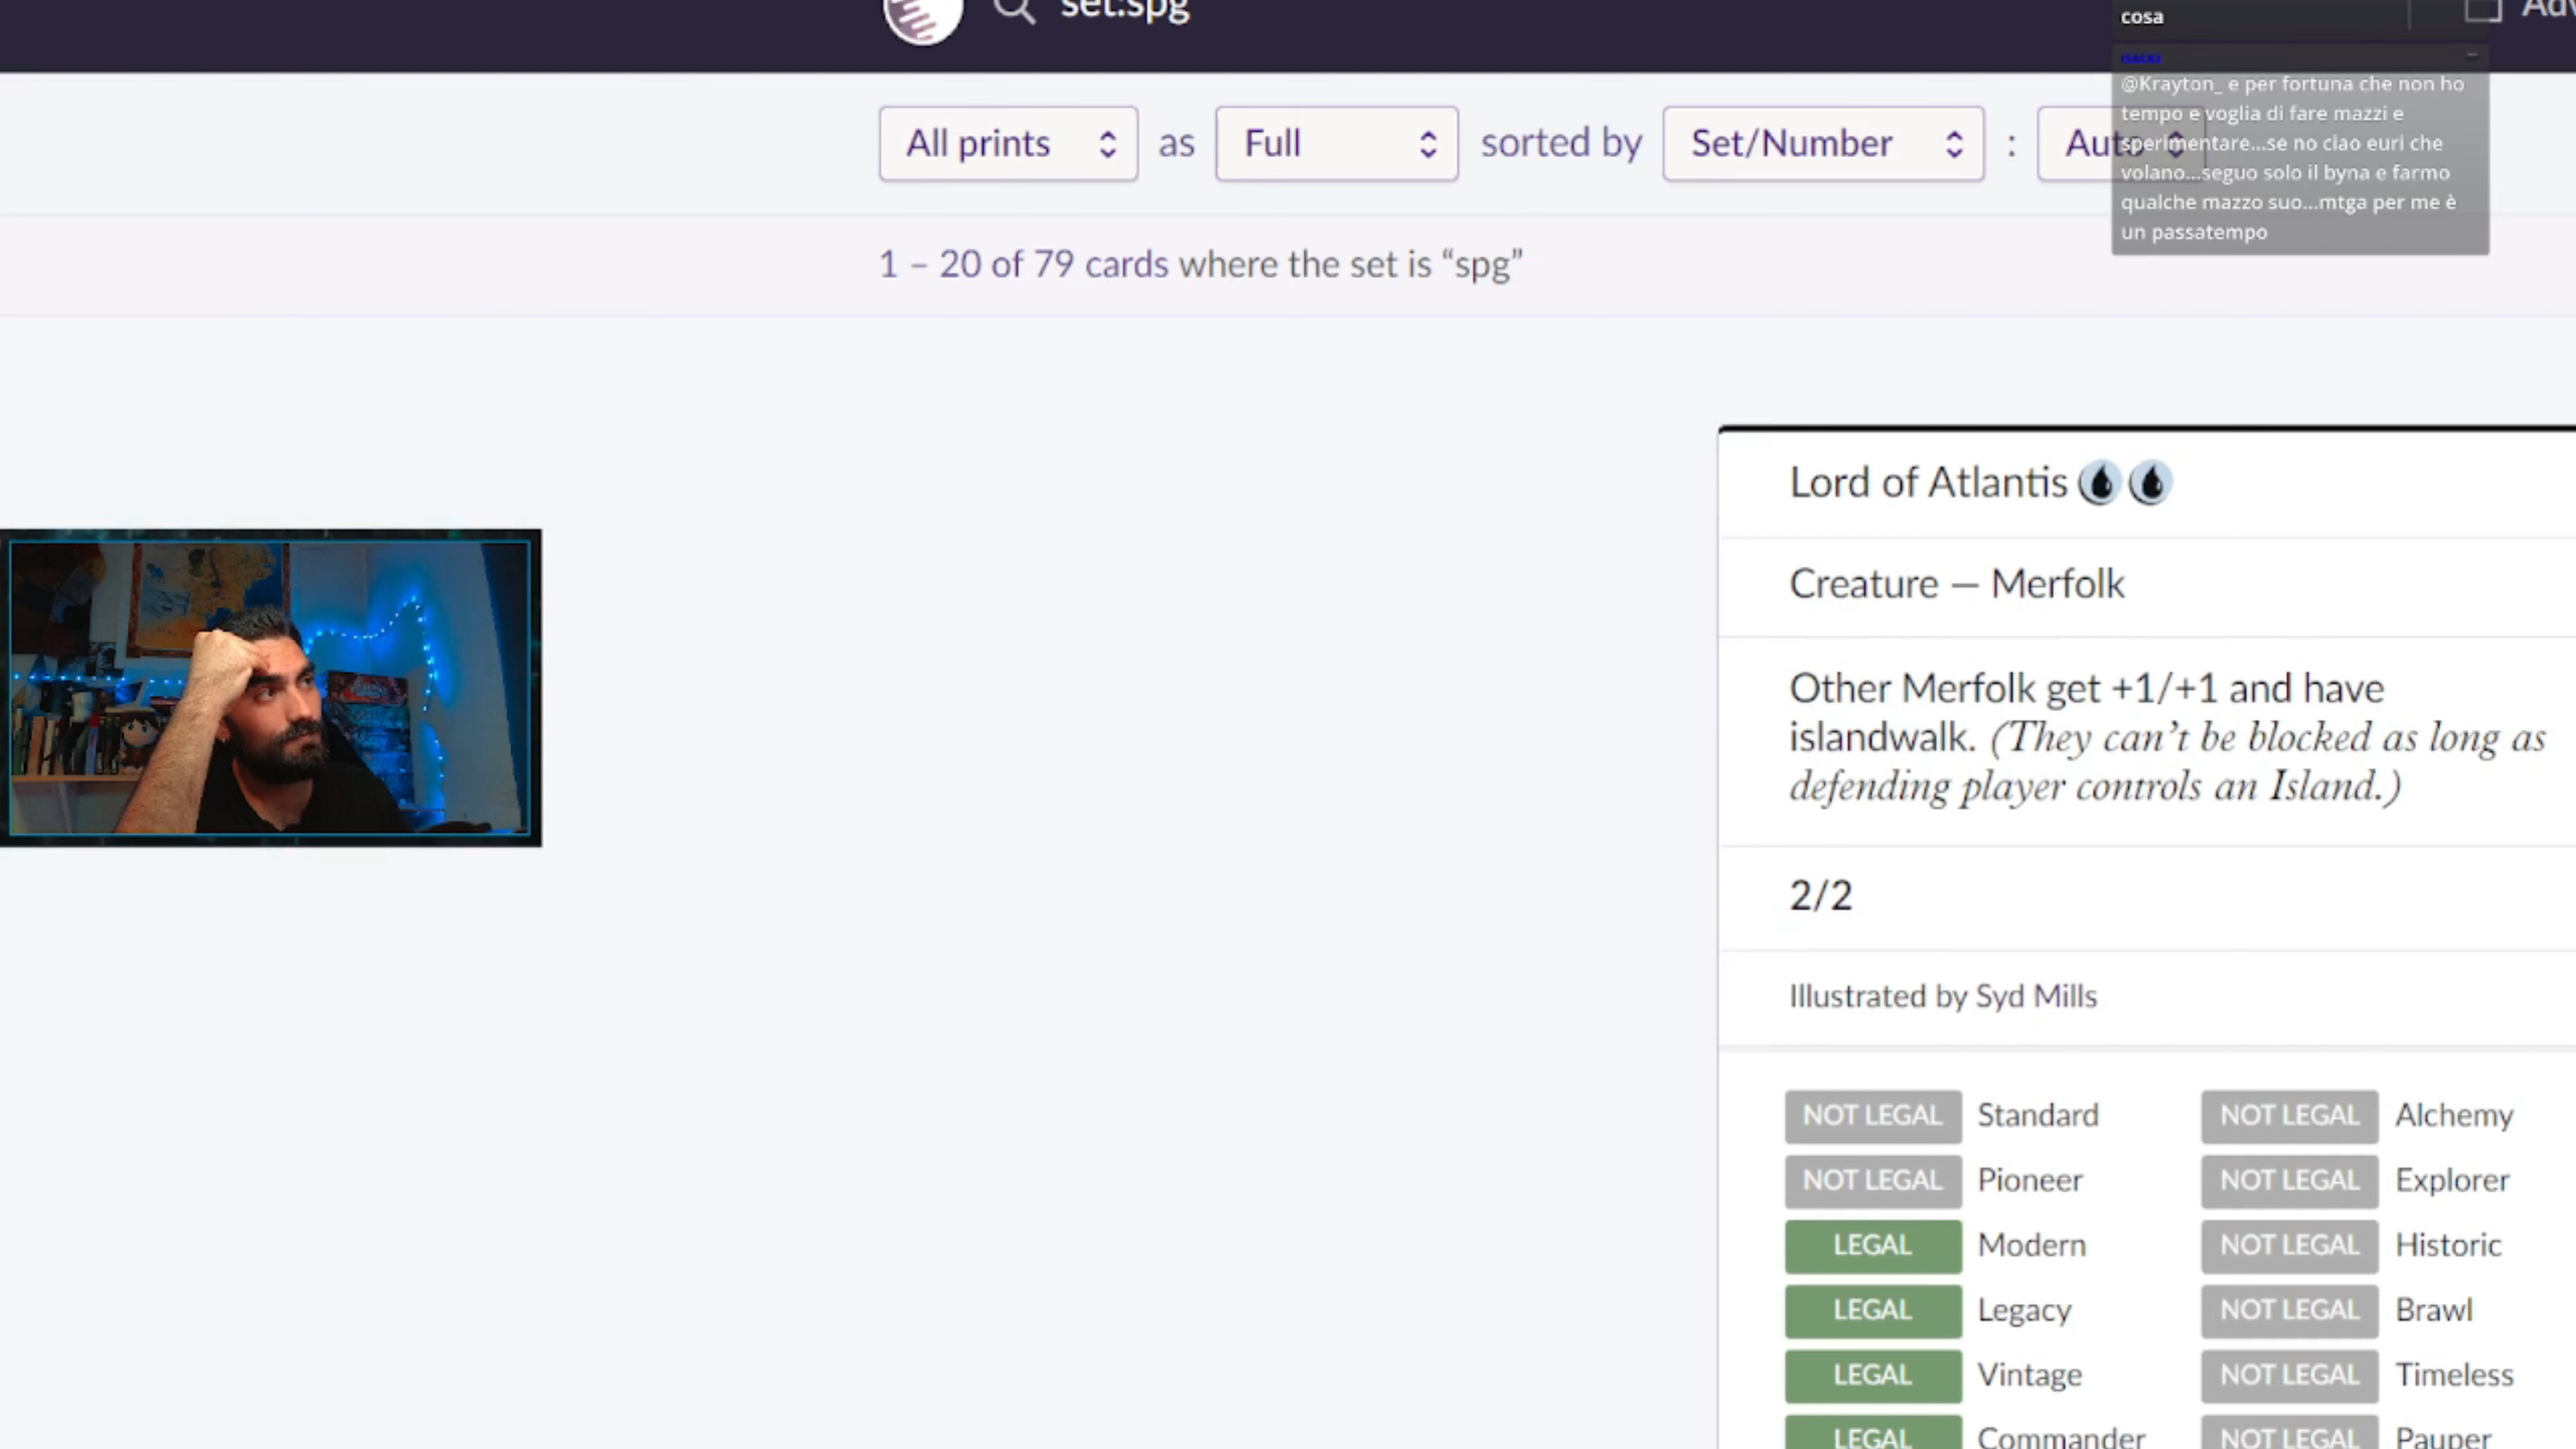 set:spg
cosa
@Krayton_ e per fortuna che non ho
tempo e voglia di fare mazzi e
sperimentare...se no ciao euri che
volano...seguo solo il byna e farmo
qualche mazzo suo...mtga per me è
un passatempo
All prints as Full sorted by Set/Number : Auto
1 – 20 of 79 cards where the set is “spg”
Lord of Atlantis
Creature — Merfolk
Other Merfolk get +1/+1 and have
islandwalk. (They can’t be blocked as long as
defending player controls an Island.)
2/2
Illustrated by Syd Mills
NOT LEGAL Standard NOT LEGAL Alchemy
NOT LEGAL Pioneer NOT LEGAL Explorer
LEGAL Modern NOT LEGAL Historic
LEGAL Legacy NOT LEGAL Brawl
LEGAL Vintage NOT LEGAL Timeless
LEGAL Commander NOT LEGAL Pauper